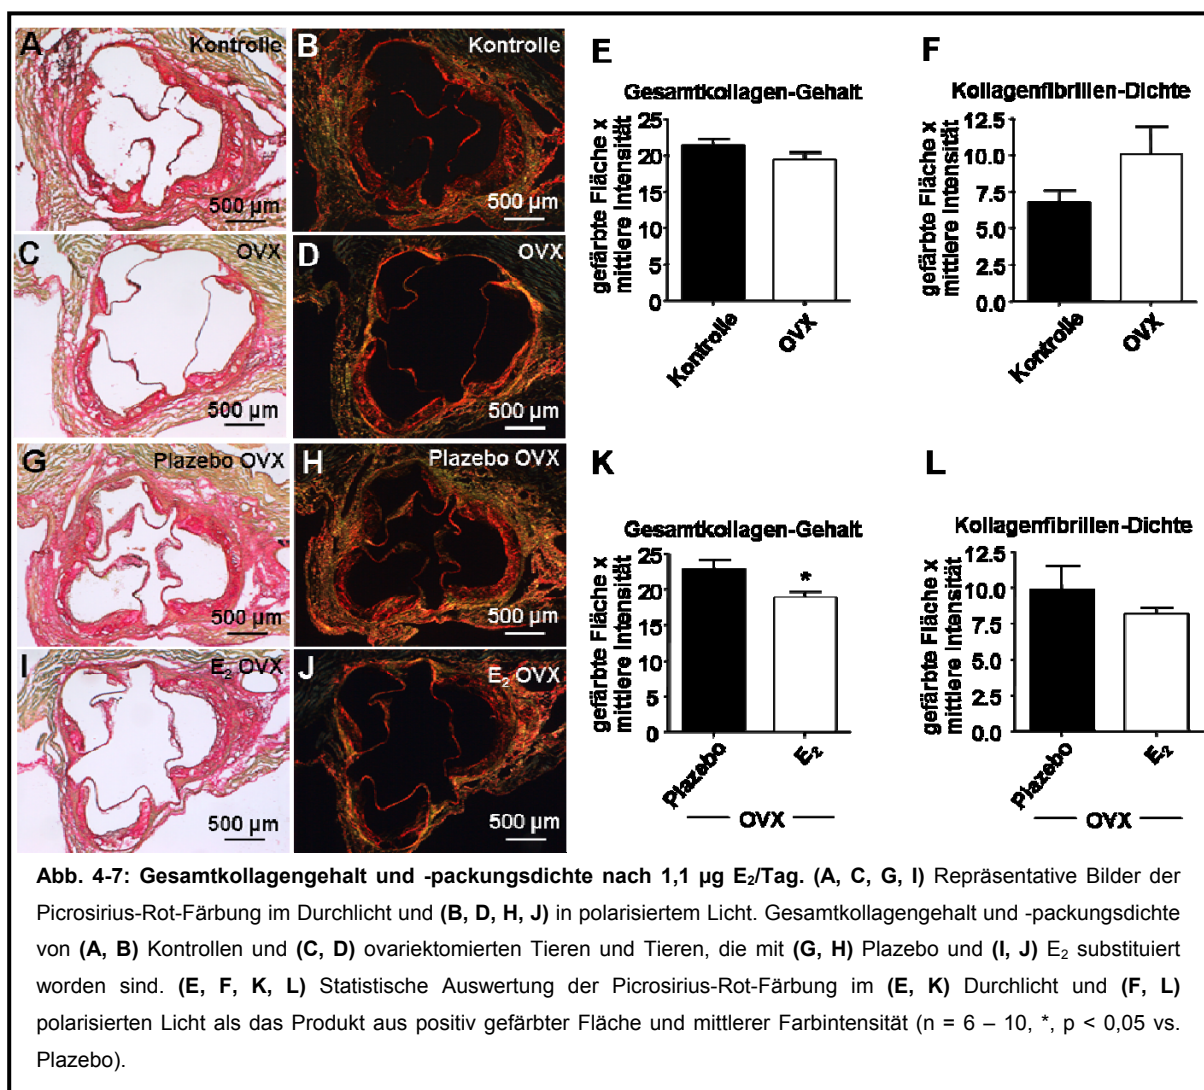 A Kontrolle
500 µm
B Kontrolle
500 µm
C OVX
500 µm
D OVX
500 µm
E
Gesamtkollagen-Gehalt
gefärbte Fläche x
mittlere Intensität
25
20
15
10
5
0
Kontrolle
OVX
F
Kollagenfibrillen-Dichte
gefärbte Fläche x
mittlere Intensität
12.5
10.0
7.5
5.0
2.5
0.0
Kontrolle
OVX
G Plazebo OVX
500 µm
H Plazebo OVX
500 µm
I E₂ OVX
500 µm
J E₂ OVX
500 µm
K
Gesamtkollagen-Gehalt
gefärbte Fläche x
mittlere Intensität
25
20
15
10
5
0
*
Plazebo
E₂
OVX
L
Kollagenfibrillen-Dichte
gefärbte Fläche x
mittlere Intensität
12.5
10.0
7.5
5.0
2.5
0.0
Plazebo
E₂
OVX
Abb. 4-7: Gesamtkollagengehalt und -packungsdichte nach 1,1 µg E₂/Tag. (A, C, G, I) Repräsentative Bilder der
Picrosirius-Rot-Färbung im Durchlicht und (B, D, H, J) in polarisiertem Licht. Gesamtkollagengehalt und -packungsdichte
von (A, B) Kontrollen und (C, D) ovariektomierten Tieren und Tieren, die mit (G, H) Plazebo und (I, J) E₂ substituiert
worden sind. (E, F, K, L) Statistische Auswertung der Picrosirius-Rot-Färbung im (E, K) Durchlicht und (F, L)
polarisierten Licht als das Produkt aus positiv gefärbter Fläche und mittlerer Farbintensität (n = 6 – 10, *, p < 0,05 vs.
Plazebo).